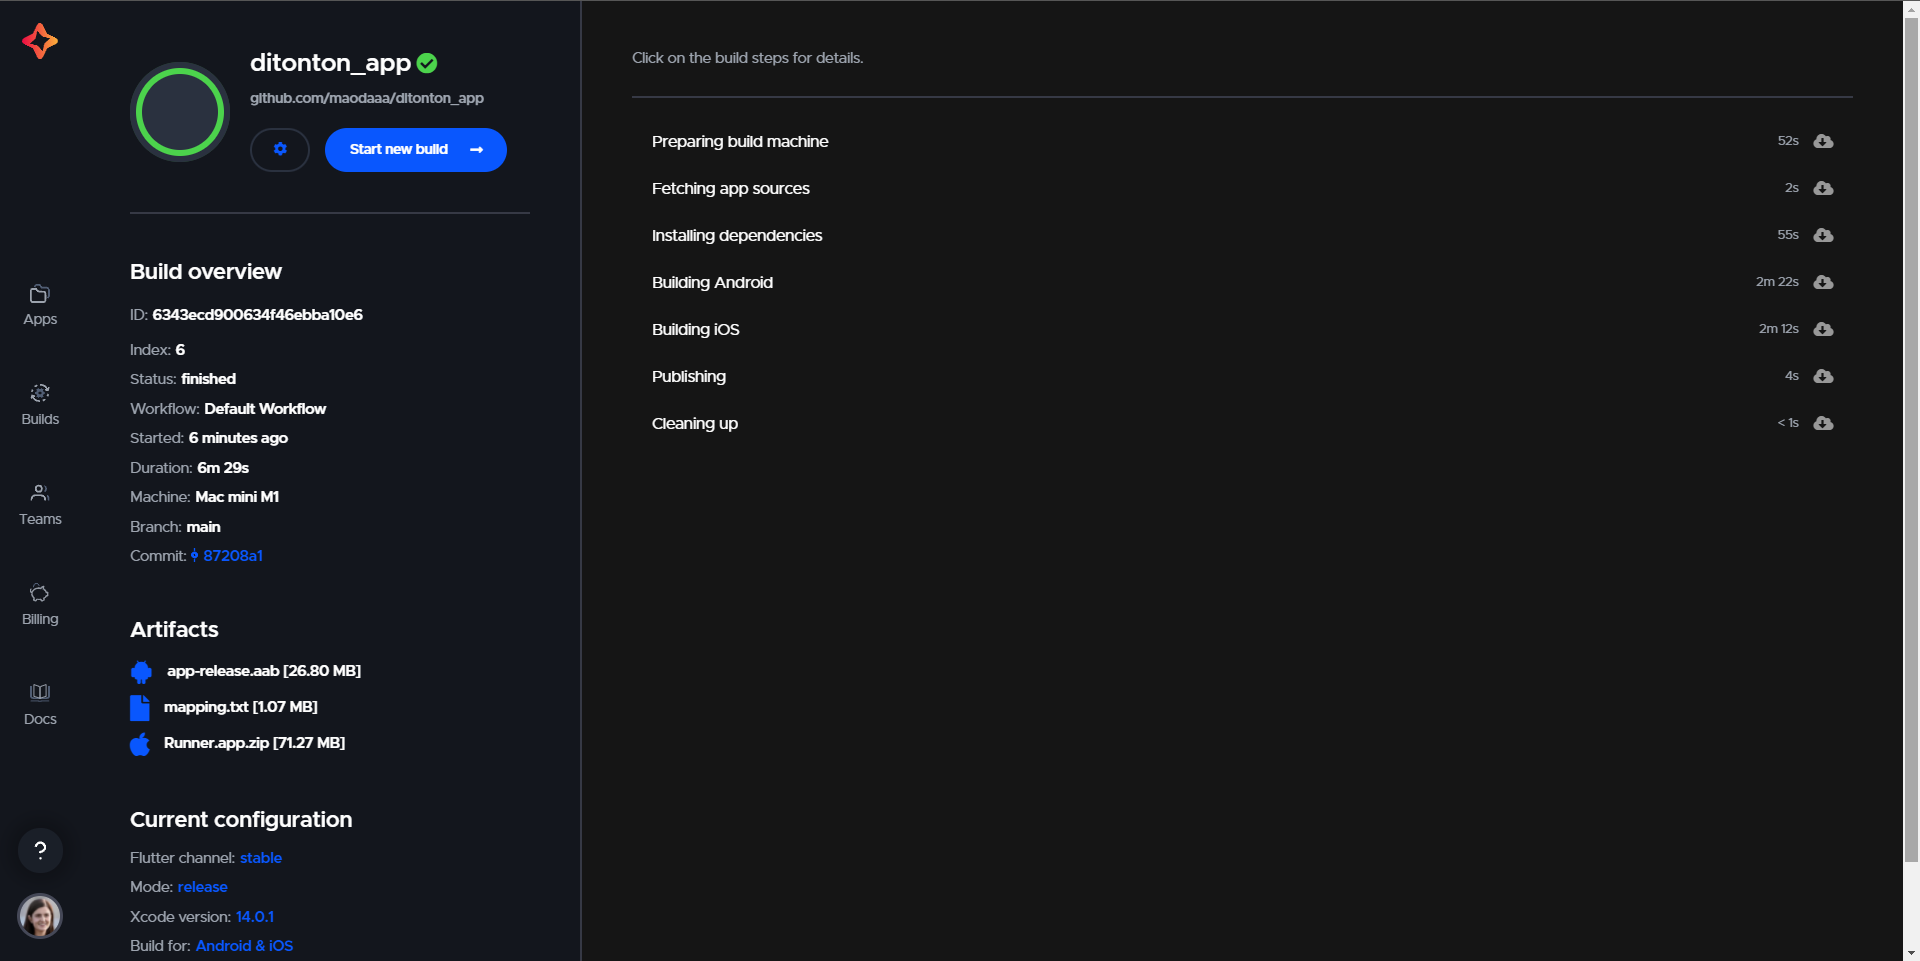 ditonton_app
github.com/maodaaa/ditonton_app
Start new build
Build overview
ID: 6343ecd900634f46ebba10e6
Index: 6
Status: finished
Workflow: Default Workflow
Started: 6 minutes ago
Duration: 6m 29s
Machine: Mac mini M1
Branch: main
Commit: 87208a1
Artifacts
app-release.aab [26.80 MB]
mapping.txt [1.07 MB]
Runner.app.zip [71.27 MB]
Current configuration
Flutter channel: stable
Mode: release
Xcode version: 14.0.1
Build for: Android & iOS
Apps
Builds
Teams
Billing
Docs
?
Click on the build steps for details.
Preparing build machine 52s
Fetching app sources 2s
Installing dependencies 55s
Building Android 2m 22s
Building iOS 2m 12s
Publishing 4s
Cleaning up < 1s